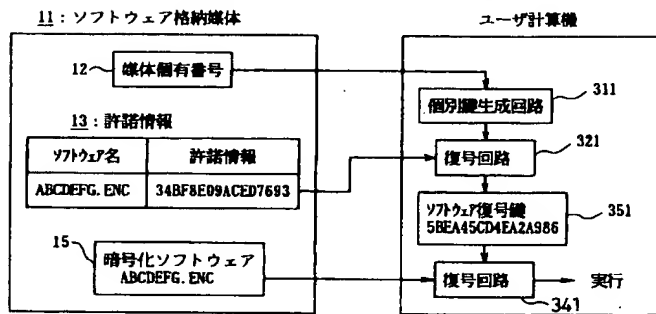 11：ソフトウェア格納媒体
ユーザ計算機
12
媒体個有番号
311
個別鍵生成回路
13：許諾情報
321
ソフトウェア名
許諾情報
復号回路
ABCDEFG.ENC
34BF8E09ACED7693
ソフトウェア復号鍵
5BEA45CD4EA2A986
351
15
暗号化ソフトウェア
ABCDEFG.ENC
復号回路
実行
341